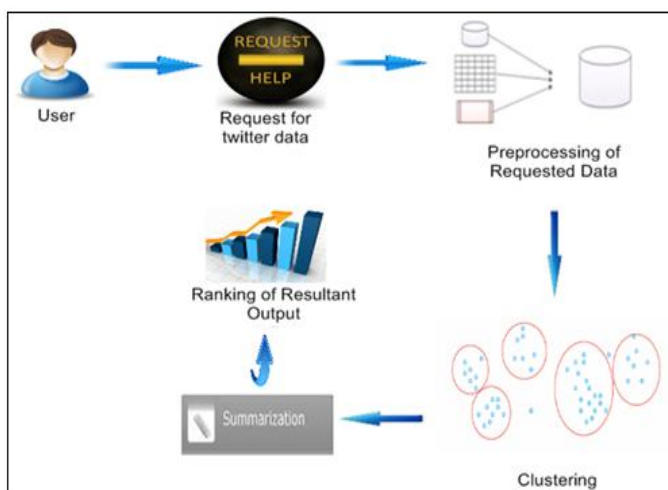 User
REQUEST
HELP
Request for
twitter data
Preprocessing of
Requested Data
Clustering
Summarization
Ranking of Resultant
Output